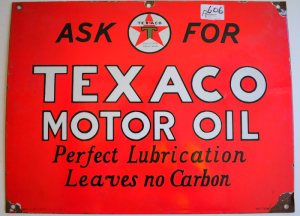 ASK FOR
TEXACO
TEXACO
MOTOR OIL
Perfect Lubrication
Leaves no Carbon